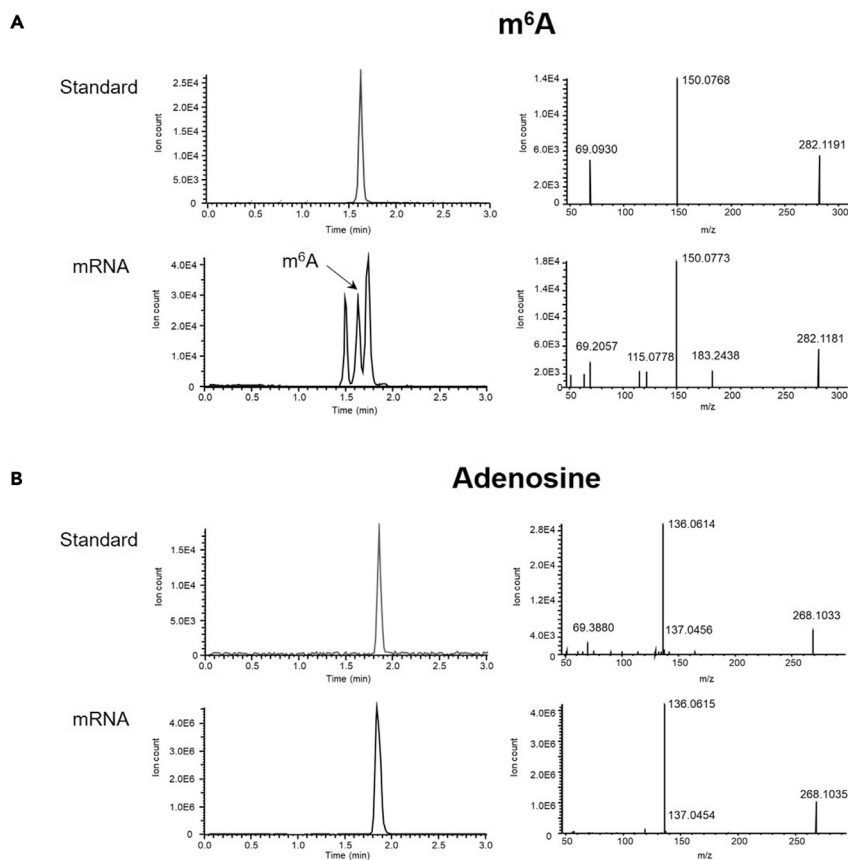 A
m⁶A
Standard
Ion count
2.5E4
2.0E4
1.5E4
1.0E4
5.0E3
0
0.0 0.5 1.0 1.5 2.0 2.5 3.0
Time (min)
Ion count
1.4E4
1.0E4
6.0E3
2.0E3
0
69.0930
150.0768
282.1191
50 100 150 200 250 300
m/z
mRNA
m⁶A
Ion count
4.0E4
3.0E4
2.0E4
1.0E4
0
0.0 0.5 1.0 1.5 2.0 2.5 3.0
Time (min)
Ion count
1.8E4
1.4E4
1.0E4
6.0E3
2.0E3
0
69.2057
115.0778
150.0773
183.2438
282.1181
50 100 150 200 250 300
m/z
B
Adenosine
Standard
Ion count
1.5E4
1.0E4
5.0E3
0
0.0 0.5 1.0 1.5 2.0 2.5 3.0
Time (min)
Ion count
2.8E4
2.0E4
1.2E4
4.0E3
0
69.3880
136.0614
137.0456
268.1033
50 100 150 200 250
m/z
mRNA
Ion count
4.0E6
3.0E6
2.0E6
1.0E6
0
0.0 0.5 1.0 1.5 2.0 2.5 3.0
Time (min)
Ion count
4.0E6
3.0E6
2.0E6
1.0E6
0
136.0615
137.0454
268.1035
50 100 150 200 250
m/z